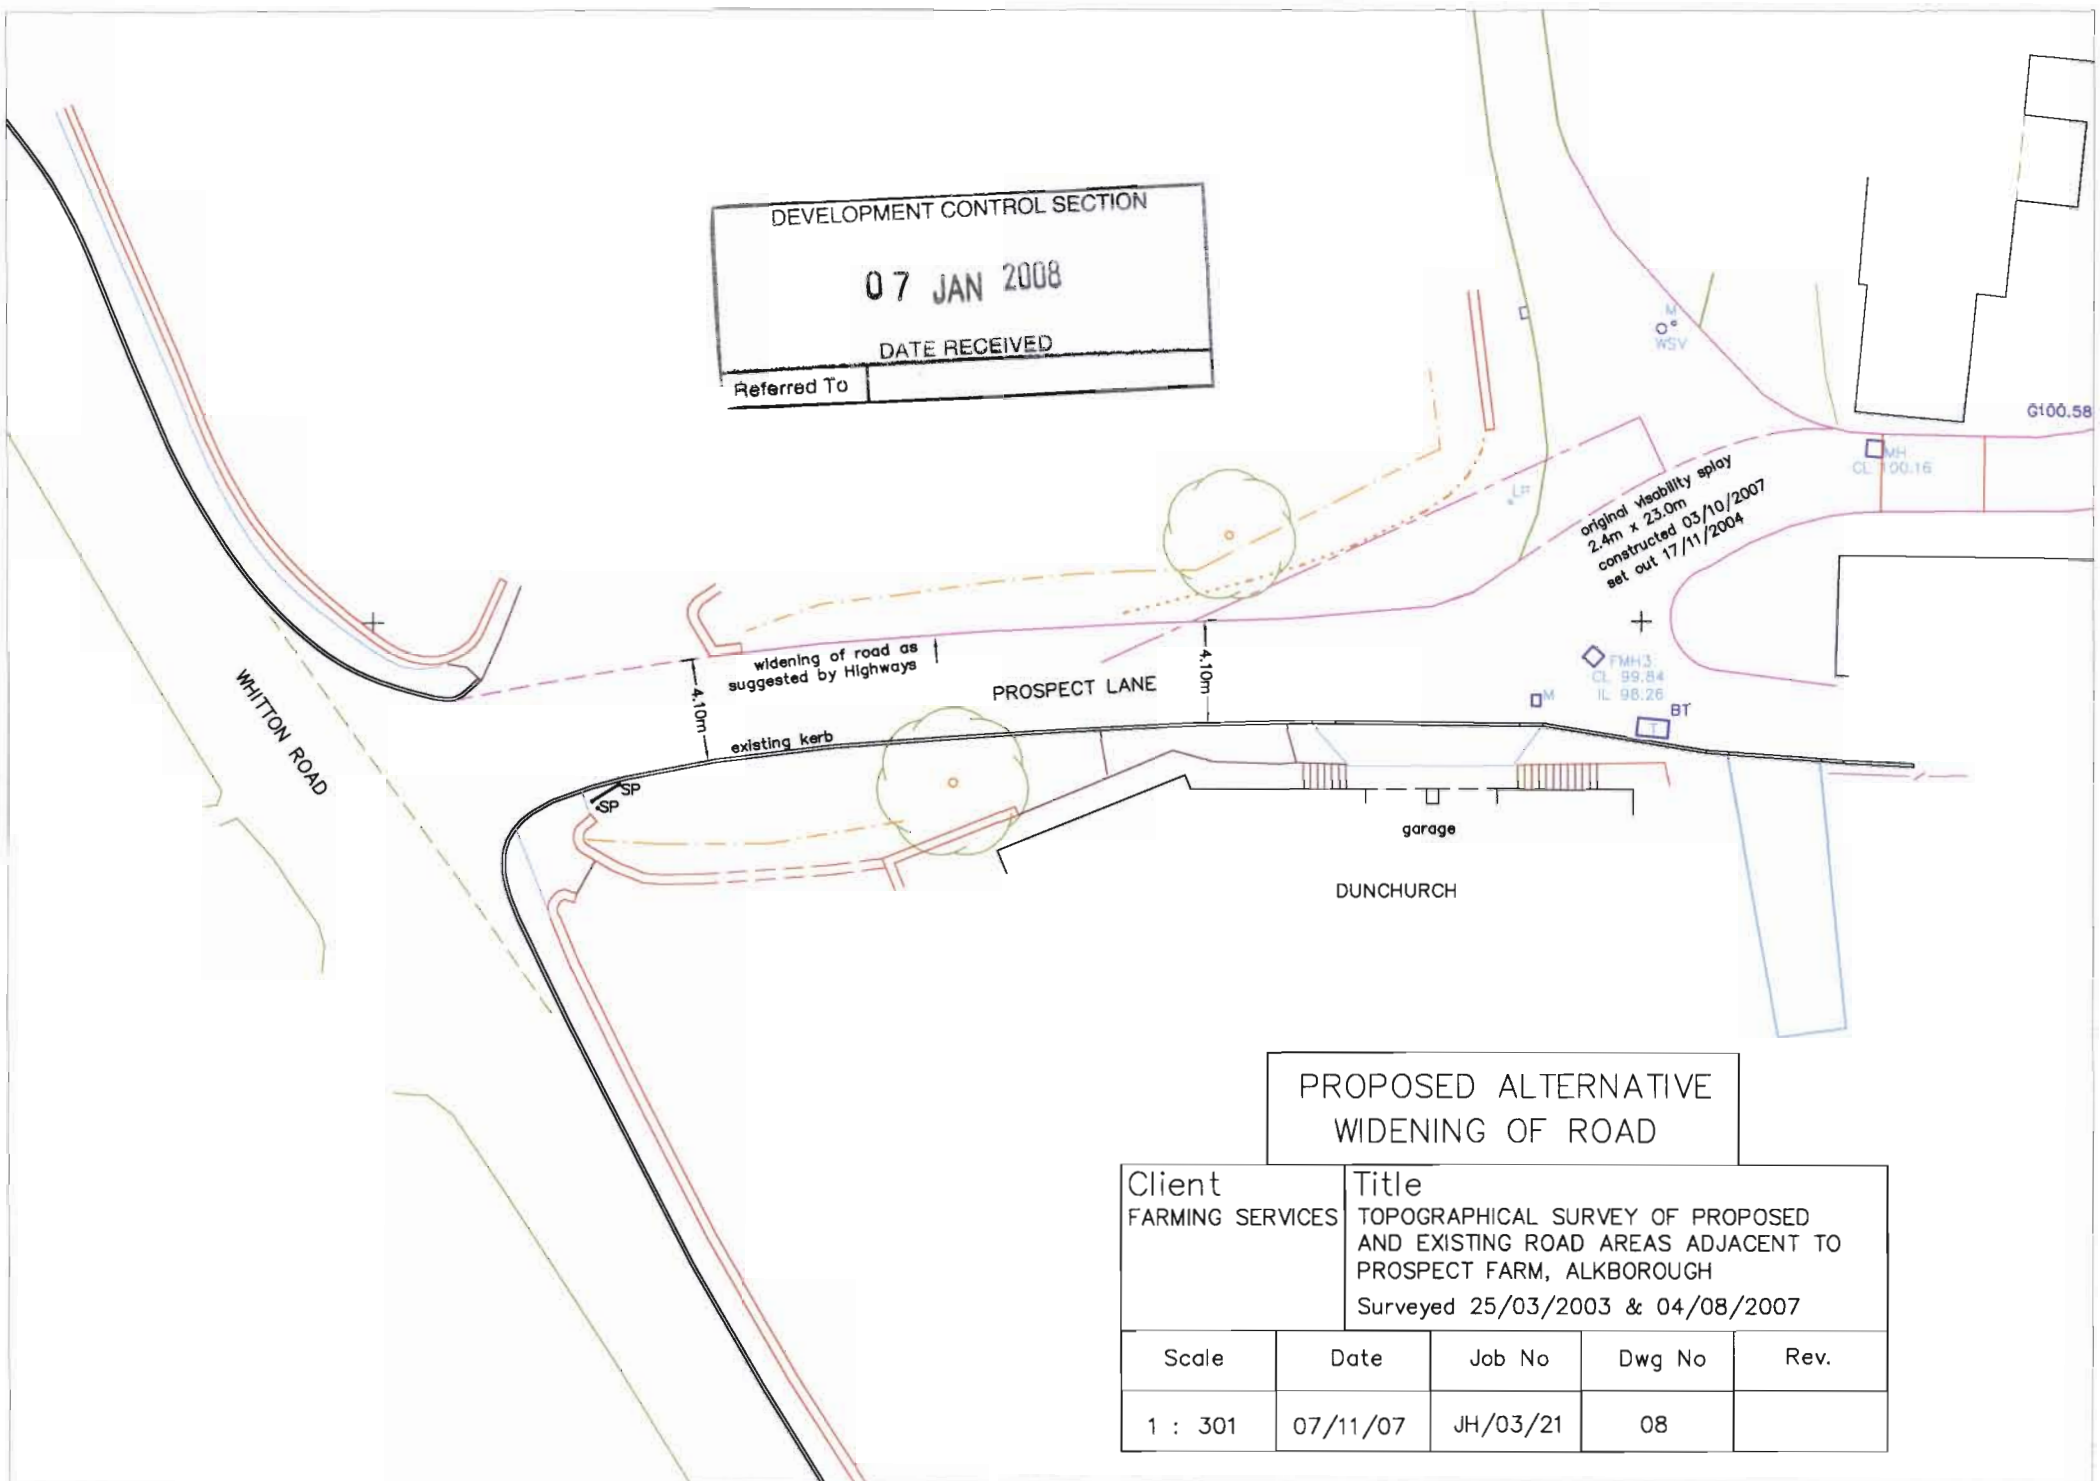 DEVELOPMENT CONTROL SECTION
07 JAN 2008
DATE RECEIVED
Referred To
M
WSV
G100.58
MH
CL 100.16
LP
original visability splay
2.4m x 23.0m
constructed 03/10/2007
set out 17/11/2004
widening of road as
suggested by Highways
4.10m
4.10m
PROSPECT LANE
FMH3
CL 99.84
IL 98.26
M
BT
T
WHITTON ROAD
existing kerb
SP
SP
garage
DUNCHURCH
PROPOSED ALTERNATIVE
WIDENING OF ROAD
Client
FARMING SERVICES
Title
TOPOGRAPHICAL SURVEY OF PROPOSED
AND EXISTING ROAD AREAS ADJACENT TO
PROSPECT FARM, ALKBOROUGH
Surveyed 25/03/2003 & 04/08/2007
Scale Date Job No Dwg No Rev.
1 : 301 07/11/07 JH/03/21 08